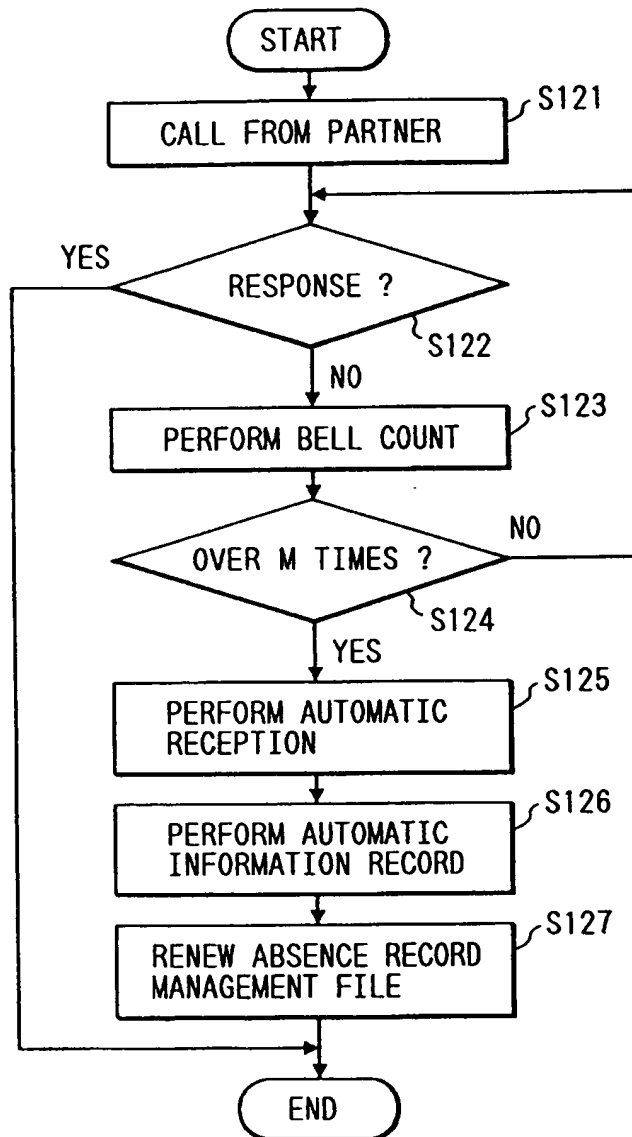 START
S121
CALL FROM PARTNER
YES
RESPONSE ?
S122
NO
S123
PERFORM BELL COUNT
NO
OVER M TIMES ?
S124
YES
S125
PERFORM AUTOMATIC
RECEPTION
S126
PERFORM AUTOMATIC
INFORMATION RECORD
S127
RENEW ABSENCE RECORD
MANAGEMENT FILE
END